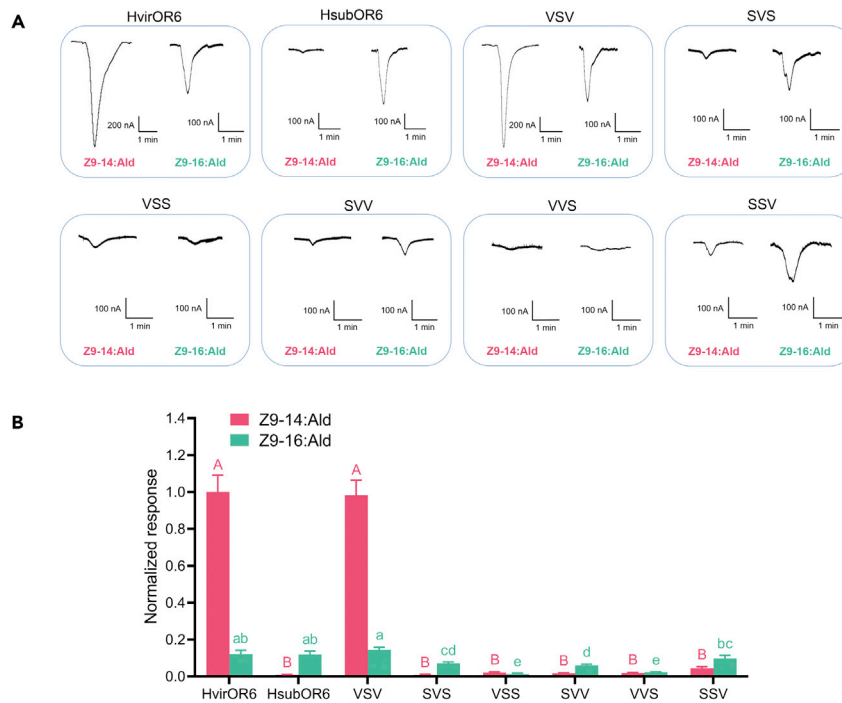 A
HvirOR6 HsubOR6 VSV SVS
200 nA 1 min 100 nA 1 min 100 nA 1 min 100 nA 1 min 200 nA 1 min 100 nA 1 min 100 nA 1 min 100 nA 1 min
Z9-14:Ald Z9-16:Ald Z9-14:Ald Z9-16:Ald Z9-14:Ald Z9-16:Ald Z9-14:Ald Z9-16:Ald
VSS SVV VVS SSV
100 nA 1 min 100 nA 1 min 100 nA 1 min 100 nA 1 min 100 nA 1 min 100 nA 1 min 100 nA 1 min 100 nA 1 min
Z9-14:Ald Z9-16:Ald Z9-14:Ald Z9-16:Ald Z9-14:Ald Z9-16:Ald Z9-14:Ald Z9-16:Ald
B
Normalized response
1.4
1.2
1.0
0.8
0.6
0.4
0.2
0.0
Z9-14:Ald
Z9-16:Ald
A ab B ab A a B cd B e B d B e B bc
HvirOR6 HsubOR6 VSV SVS VSS SVV VVS SSV